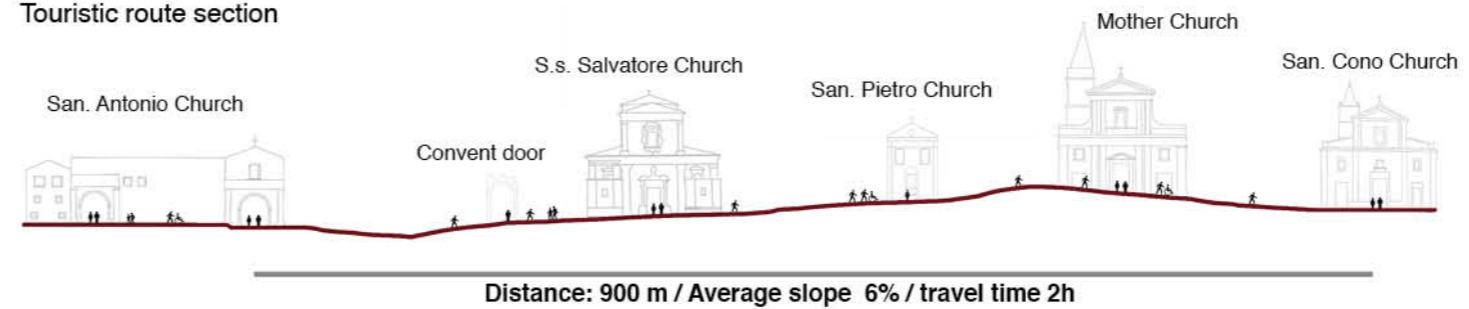 Touristic route section
San. Antonio Church
Convent door
S.s. Salvatore Church
San. Pietro Church
Mother Church
San. Cono Church
Distance: 900 m / Average slope 6% / travel time 2h